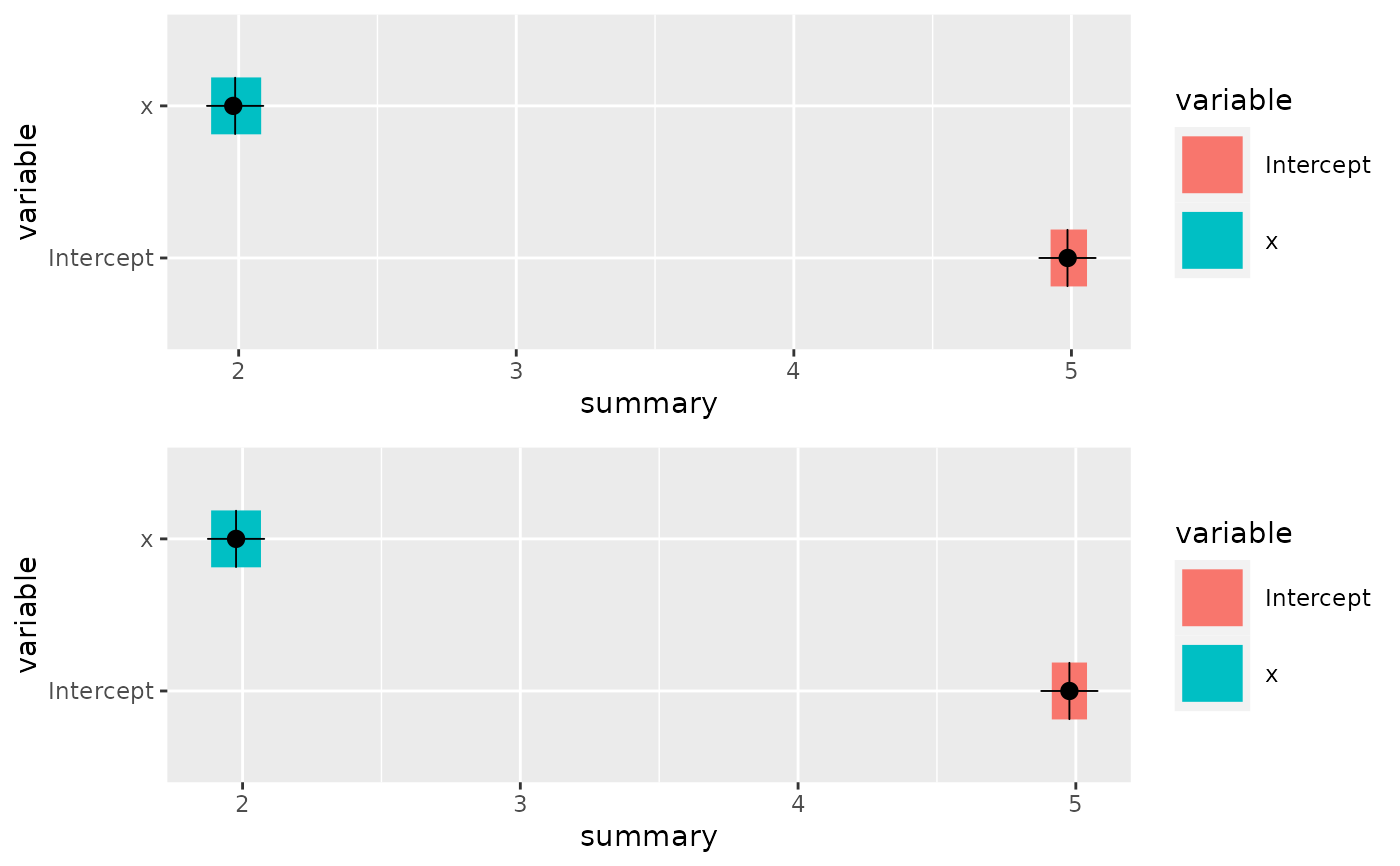 variable
x
Intercept
2 3 4 5
summary
variable
Intercept
x
variable
x
Intercept
2 3 4 5
summary
variable
Intercept
x